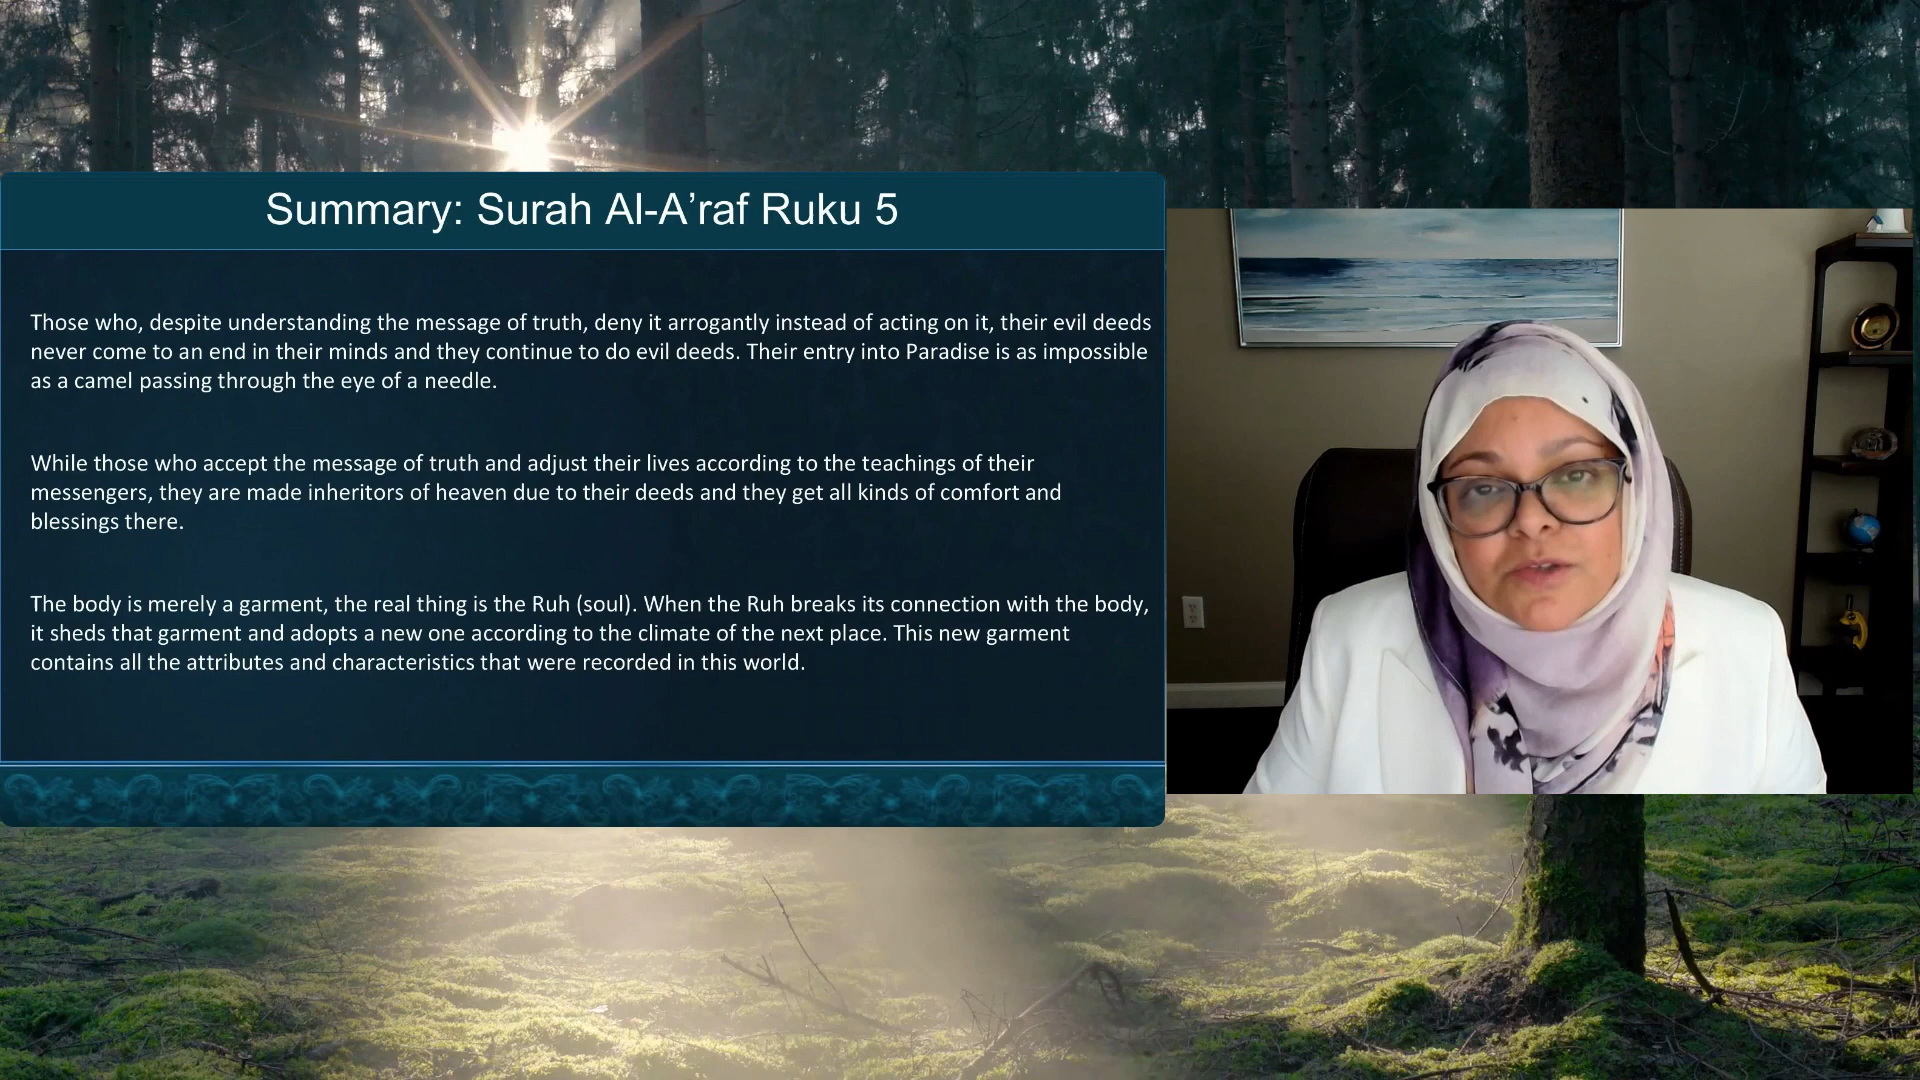 Summary: Surah Al-A’raf Ruku 5
Those who, despite understanding the message of truth, deny it arrogantly instead of acting on it, their evil deeds
never come to an end in their minds and they continue to do evil deeds. Their entry into Paradise is as impossible
as a camel passing through the eye of a needle.
While those who accept the message of truth and adjust their lives according to the teachings of their
messengers, they are made inheritors of heaven due to their deeds and they get all kinds of comfort and
blessings there.
The body is merely a garment, the real thing is the Ruh (soul). When the Ruh breaks its connection with the body,
it sheds that garment and adopts a new one according to the climate of the next place. This new garment
contains all the attributes and characteristics that were recorded in this world.